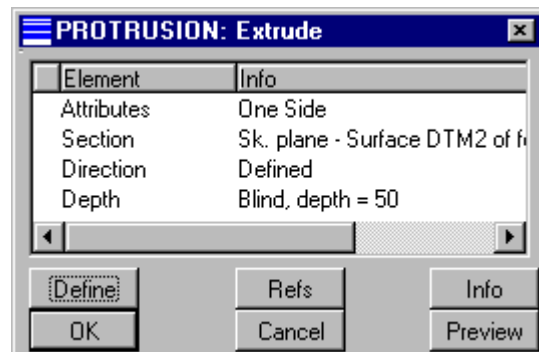 PROTRUSION: Extrude
Element Info
Attributes One Side
Section Sk. plane - Surface DTM2 of
Direction Defined
Depth Blind, depth = 50
Define Refs Info
OK Cancel Preview